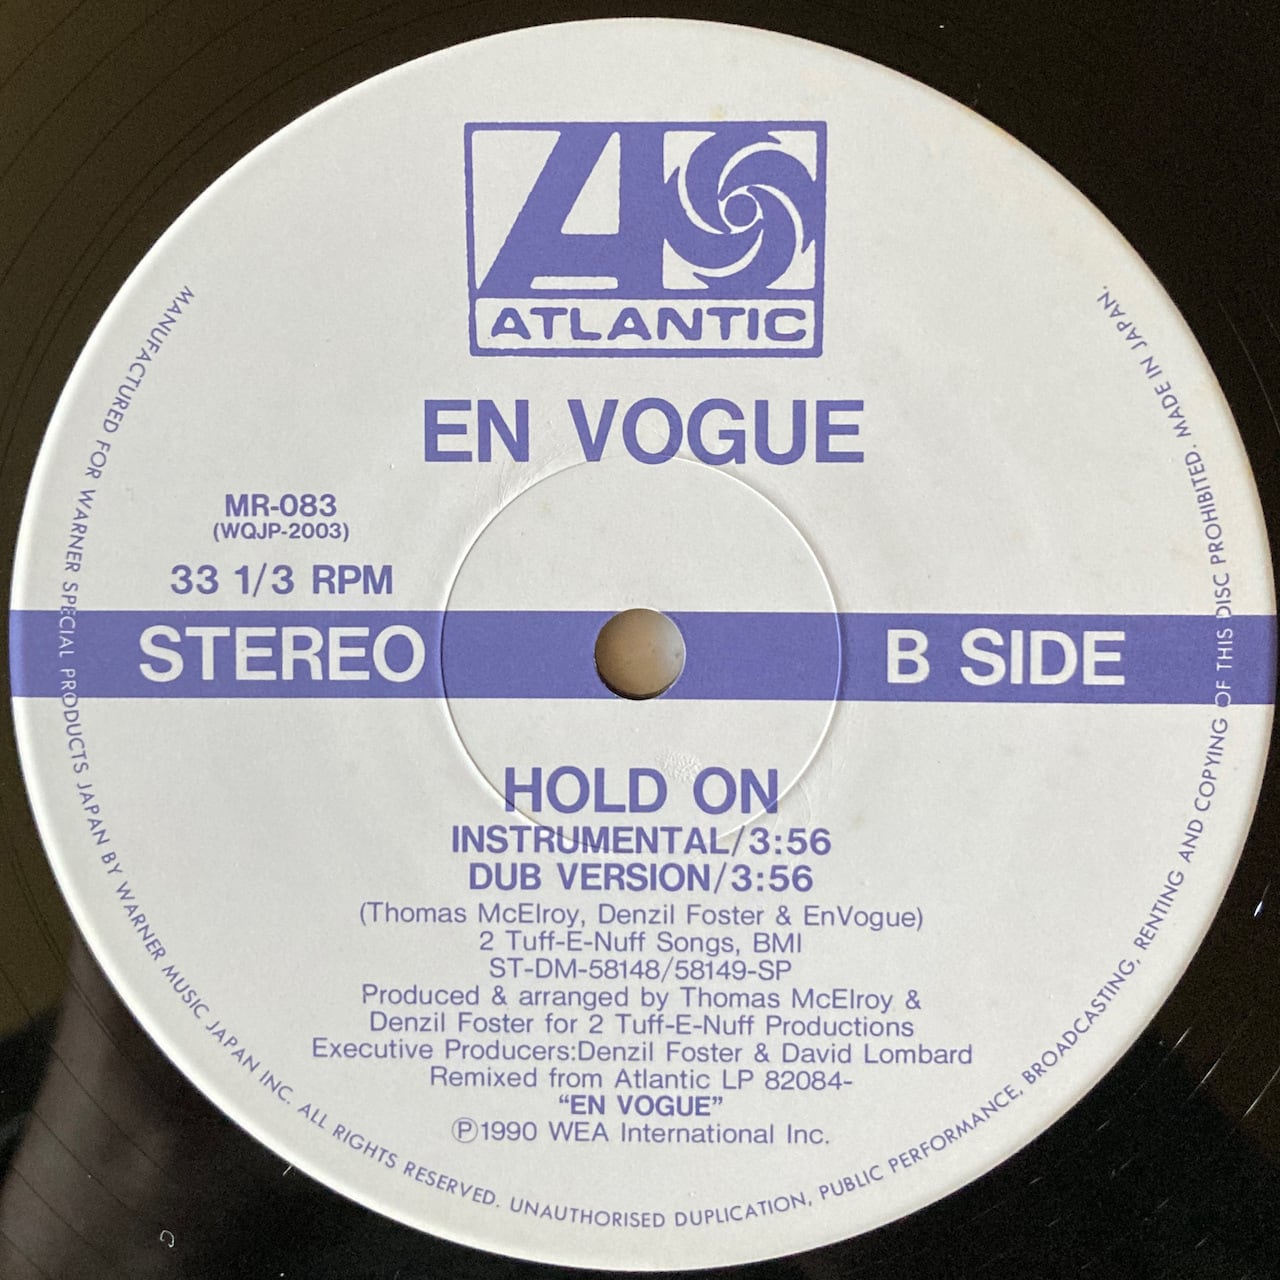 ATLANTIC
EN VOGUE
MR-083
(WQJP-2003)
33 1/3 RPM
STEREO
B SIDE
HOLD ON
INSTRUMENTAL/3:56
DUB VERSION/3:56
(Thomas McElroy, Denzil Foster & EnVogue)
2 Tuff-E-Nuff Songs, BMI
ST-DM-58148/58149-SP
Produced & arranged by Thomas McElroy &
Denzil Foster for 2 Tuff-E-Nuff Productions
Executive Producers:Denzil Foster & David Lombard
Remixed from Atlantic LP 82084-
“EN VOGUE”
Ⓟ1990 WEA International Inc.
MANUFACTURED FOR WARNER SPECIAL PRODUCTS JAPAN BY WARNER MUSIC JAPAN INC. ALL RIGHTS RESERVED. UNAUTHORISED DUPLICATION, PUBLIC PERFORMANCE, BROADCASTING, RENTING AND COPYING OF THIS DISC PROHIBITED. MADE IN JAPAN.